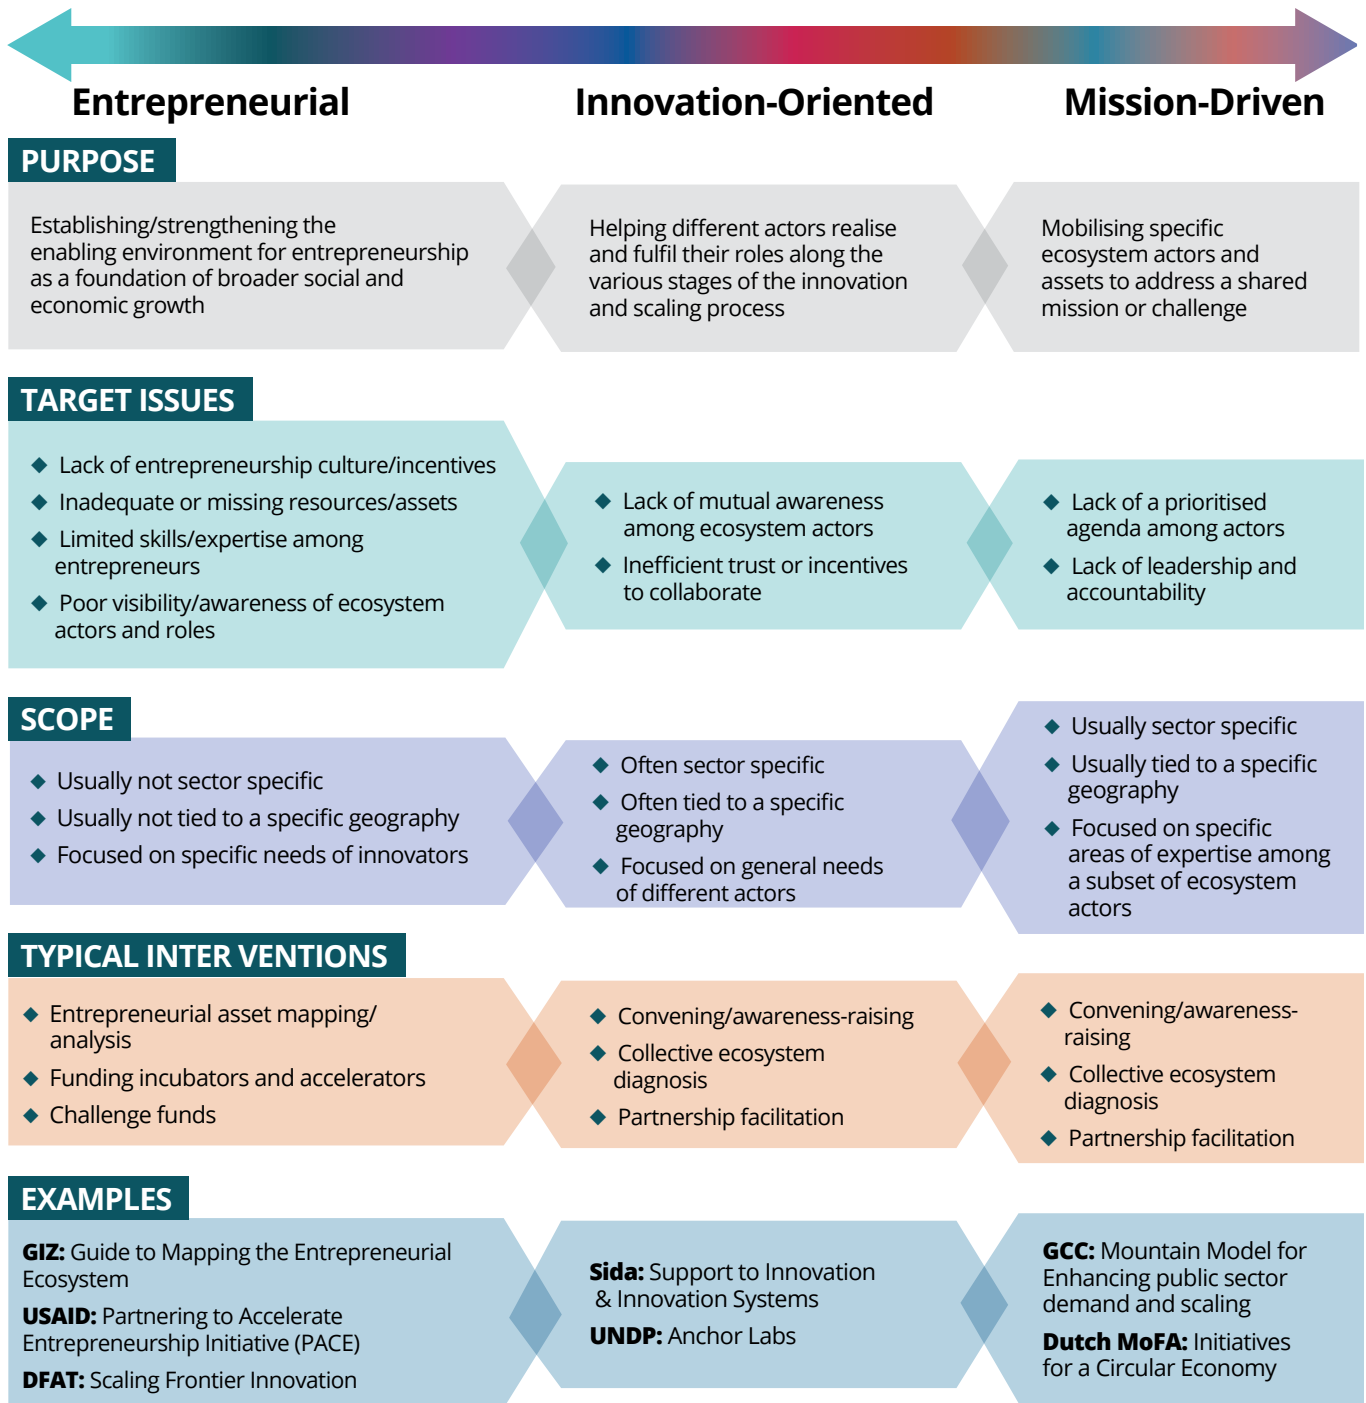 Entrepreneurial
Innovation-Oriented
Mission-Driven
PURPOSE
Establishing/strengthening the
enabling environment for entrepreneurship
as a foundation of broader social and
economic growth
Helping different actors realise
and fulfil their roles along the
various stages of the innovation
and scaling process
Mobilising specific
ecosystem actors and
assets to address a shared
mission or challenge
TARGET ISSUES
◆ Lack of entrepreneurship culture/incentives
◆ Inadequate or missing resources/assets
◆ Limited skills/expertise among
entrepreneurs
◆ Poor visibility/awareness of ecosystem
actors and roles
◆ Lack of mutual awareness
among ecosystem actors
◆ Inefficient trust or incentives
to collaborate
◆ Lack of a prioritised
agenda among actors
◆ Lack of leadership and
accountability
SCOPE
◆ Usually not sector specific
◆ Usually not tied to a specific geography
◆ Focused on specific needs of innovators
◆ Often sector specific
◆ Often tied to a specific
geography
◆ Focused on general needs
of different actors
◆ Usually sector specific
◆ Usually tied to a specific
geography
◆ Focused on specific
areas of expertise among
a subset of ecosystem
actors
TYPICAL INTER VENTIONS
◆ Entrepreneurial asset mapping/
analysis
◆ Funding incubators and accelerators
◆ Challenge funds
◆ Convening/awareness-raising
◆ Collective ecosystem
diagnosis
◆ Partnership facilitation
◆ Convening/awareness-
raising
◆ Collective ecosystem
diagnosis
◆ Partnership facilitation
EXAMPLES
GIZ: Guide to Mapping the Entrepreneurial
Ecosystem
USAID: Partnering to Accelerate
Entrepreneurship Initiative (PACE)
DFAT: Scaling Frontier Innovation
Sida: Support to Innovation
& Innovation Systems
UNDP: Anchor Labs
GCC: Mountain Model for
Enhancing public sector
demand and scaling
Dutch MoFA: Initiatives
for a Circular Economy